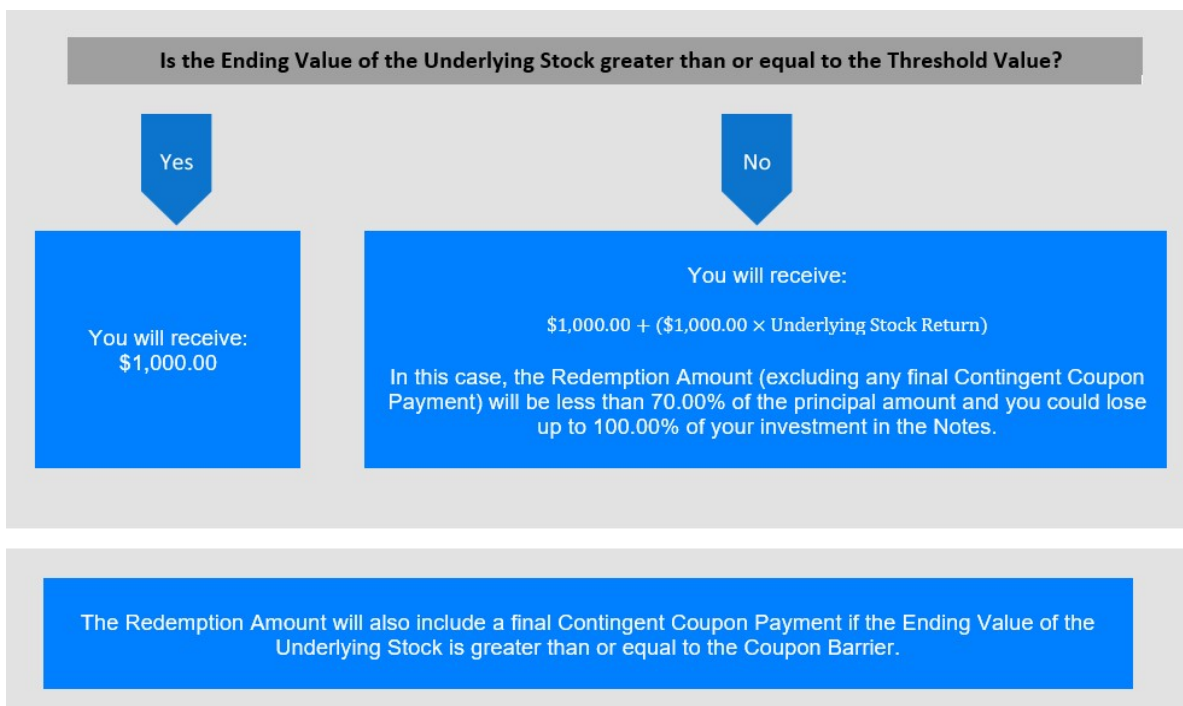 Is the Ending Value of the Underlying Stock greater than or equal to the Threshold Value?
Yes
No
You will receive:
$1,000.00
You will receive:
$1,000.00 + ($1,000.00 × Underlying Stock Return)
In this case, the Redemption Amount (excluding any final Contingent Coupon
Payment) will be less than 70.00% of the principal amount and you could lose
up to 100.00% of your investment in the Notes.
The Redemption Amount will also include a final Contingent Coupon Payment if the Ending Value of the
Underlying Stock is greater than or equal to the Coupon Barrier.